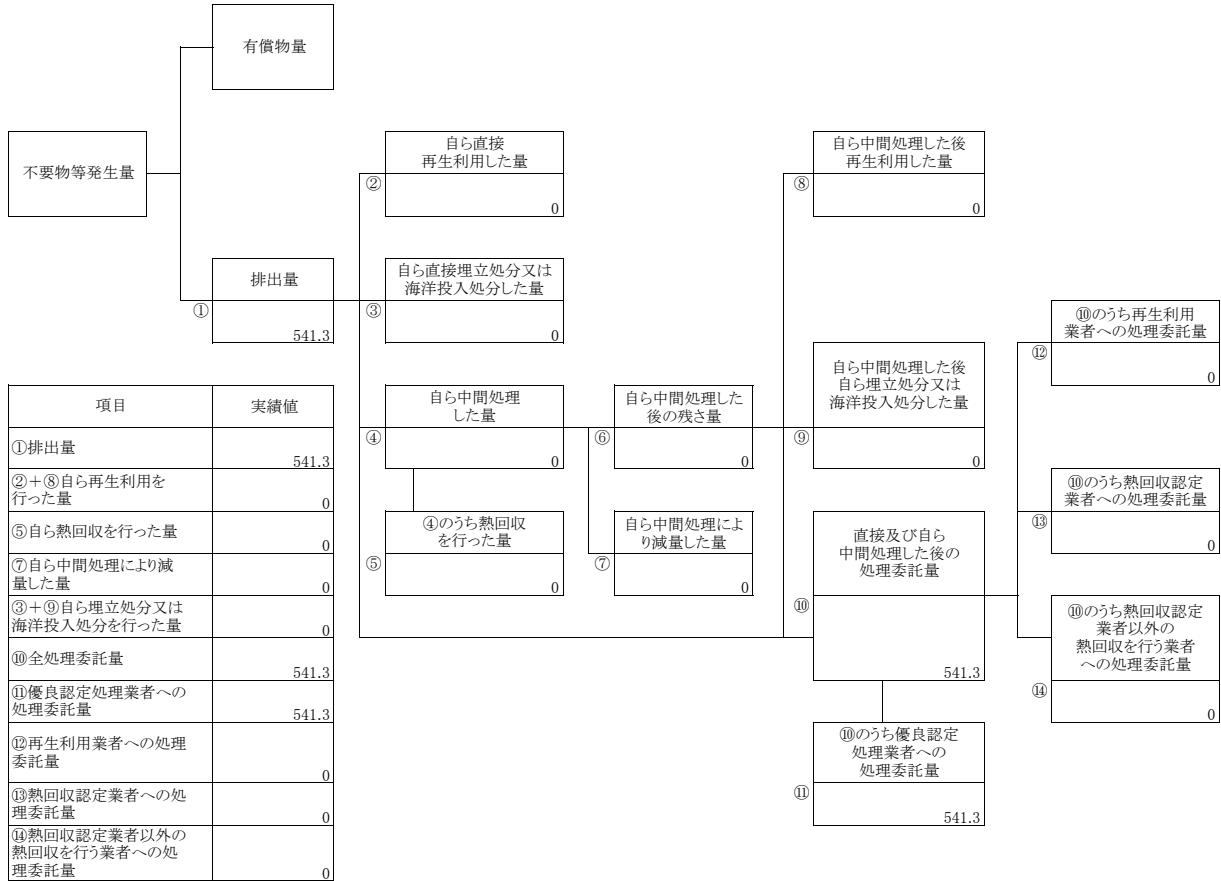 有償物量
不要物等発生量
自ら直接
再生利用した量
②
0
自ら中間処理した後
再生利用した量
⑧
0
排出量
①
541.3
自ら直接埋立処分又は
海洋投入処分した量
③
0
⑩のうち再生利用
業者への処理委託量
⑫
0
自ら中間処理
した量
④
0
自ら中間処理した
後の残さ量
⑥
0
自ら中間処理した後
自ら埋立処分又は
海洋投入処分した量
⑨
0
⑩のうち熱回収認定
業者への処理委託量
⑬
0
④のうち熱回収
を行った量
⑤
0
自ら中間処理によ
り減量した量
⑦
0
直接及び自ら
中間処理した後の
処理委託量
⑩
541.3
⑩のうち熱回収認定
業者以外の
熱回収を行う業者
への処理委託量
⑭
0
⑩のうち優良認定
処理業者への
処理委託量
⑪
541.3
項目
実績値
①排出量
541.3
②+⑧自ら再生利用を
行った量
0
⑤自ら熱回収を行った量
0
⑦自ら中間処理により減
量した量
0
③+⑨自ら埋立処分又は
海洋投入処分を行った量
0
⑩全処理委託量
541.3
⑪優良認定処理業者への
処理委託量
541.3
⑫再生利用業者への処理
委託量
0
⑬熱回収認定業者への処
理委託量
0
⑭熱回収認定業者以外の
熱回収を行う業者への処
理委託量
0